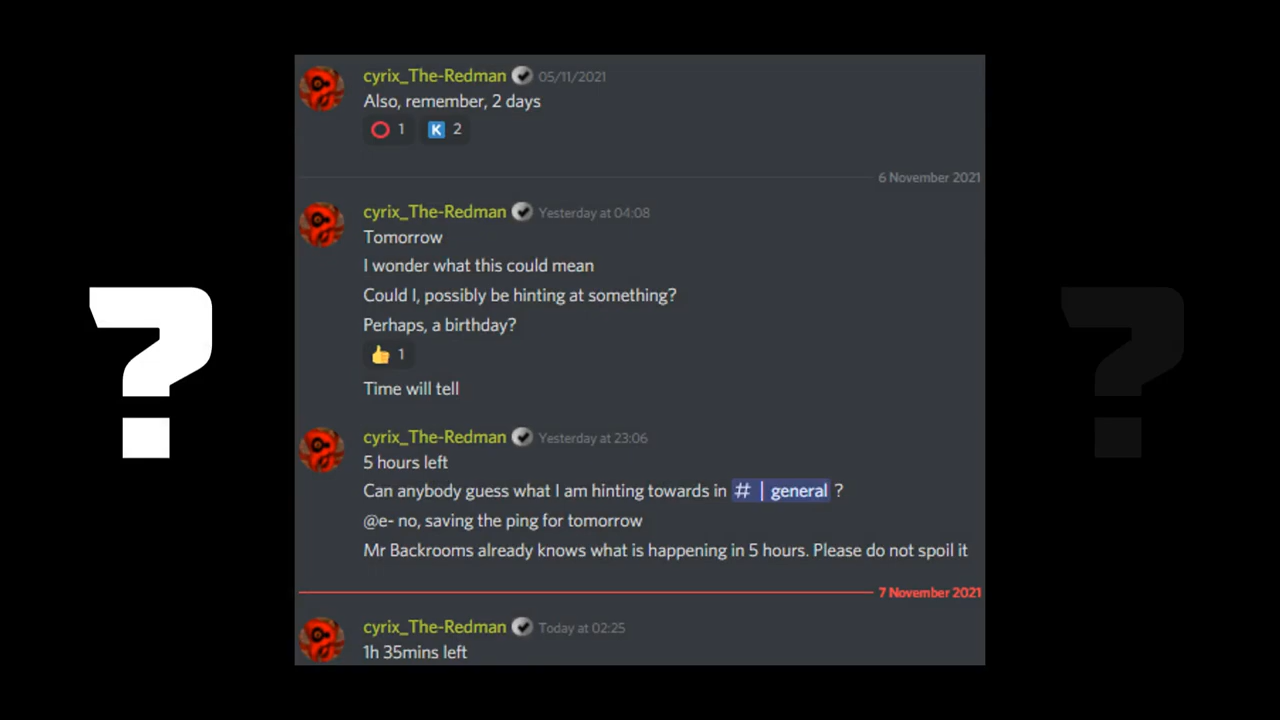 cyrix_The-Redman 05/11/2021
Also, remember, 2 days
1 K 2
6 November 2021
cyrix_The-Redman Yesterday at 04:08
Tomorrow
I wonder what this could mean
Could I, possibly be hinting at something?
Perhaps, a birthday?
1
Time will tell
cyrix_The-Redman Yesterday at 23:06
5 hours left
Can anybody guess what I am hinting towards in # | general ?
@e- no, saving the ping for tomorrow
Mr Backrooms already knows what is happening in 5 hours. Please do not spoil it
7 November 2021
cyrix_The-Redman Today at 02:25
1h 35mins left
?
?